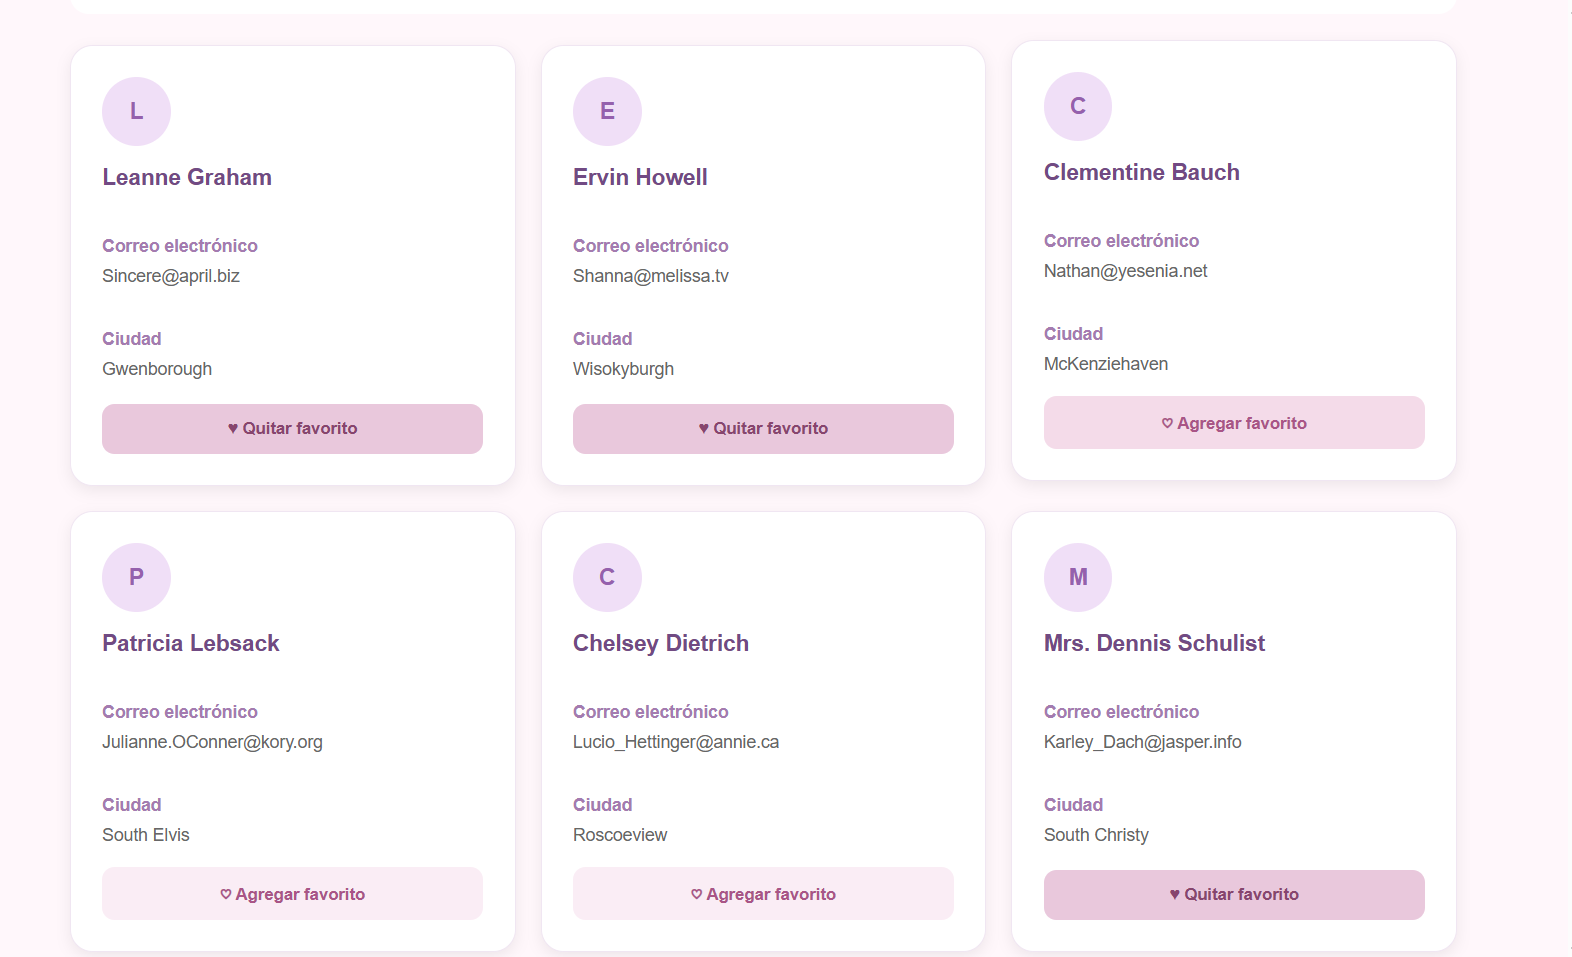 L
Leanne Graham
Correo electrónico
Sincere@april.biz
Ciudad
Gwenborough
♥ Quitar favorito
E
Ervin Howell
Correo electrónico
Shanna@melissa.tv
Ciudad
Wisokyburgh
♥ Quitar favorito
C
Clementine Bauch
Correo electrónico
Nathan@yesenia.net
Ciudad
McKenziehaven
♡ Agregar favorito
P
Patricia Lebsack
Correo electrónico
Julianne.OConner@kory.org
Ciudad
South Elvis
♡ Agregar favorito
C
Chelsey Dietrich
Correo electrónico
Lucio_Hettinger@annie.ca
Ciudad
Roscoeview
♡ Agregar favorito
M
Mrs. Dennis Schulist
Correo electrónico
Karley_Dach@jasper.info
Ciudad
South Christy
♥ Quitar favorito